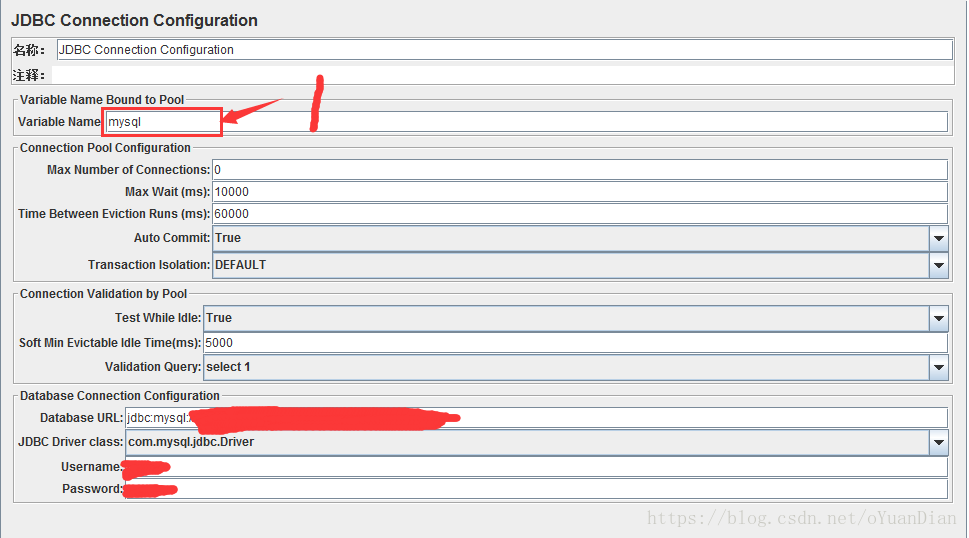 JDBC Connection Configuration
名称： JDBC Connection Configuration
注释：
Variable Name Bound to Pool
Variable Name mysql
Connection Pool Configuration
Max Number of Connections: 0
Max Wait (ms): 10000
Time Between Eviction Runs (ms): 60000
Auto Commit: True
Transaction Isolation: DEFAULT
Connection Validation by Pool
Test While Idle: True
Soft Min Evictable Idle Time(ms): 5000
Validation Query: select 1
Database Connection Configuration
Database URL: jdbc:mysql:
JDBC Driver class: com.mysql.jdbc.Driver
Username:
Password:
https://blog.csdn.net/oYuanDian